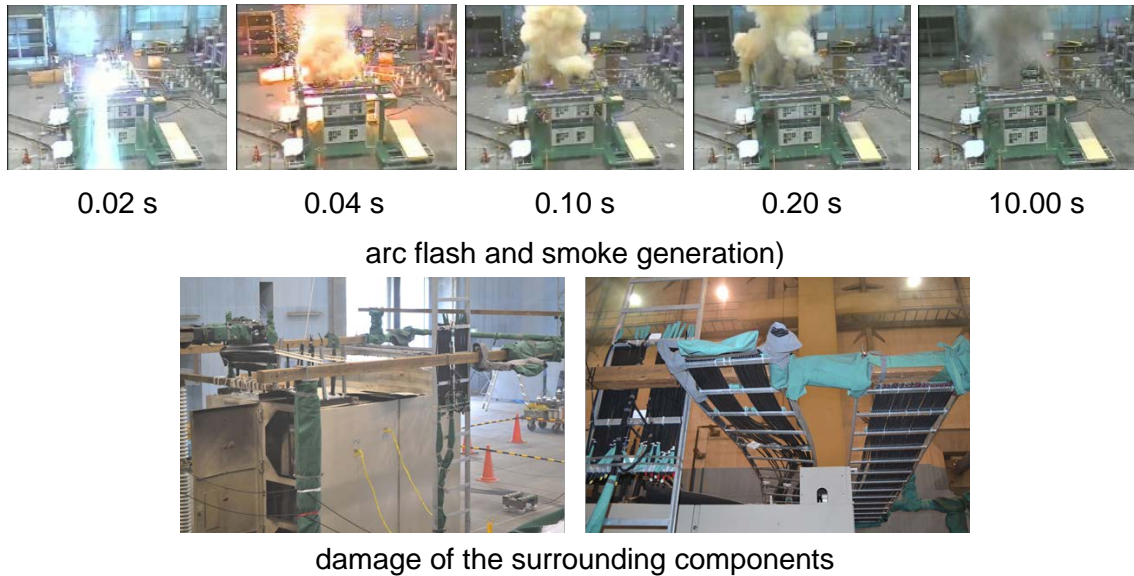 0.02 s 0.04 s 0.10 s 0.20 s 10.00 s
arc flash and smoke generation)
damage of the surrounding components